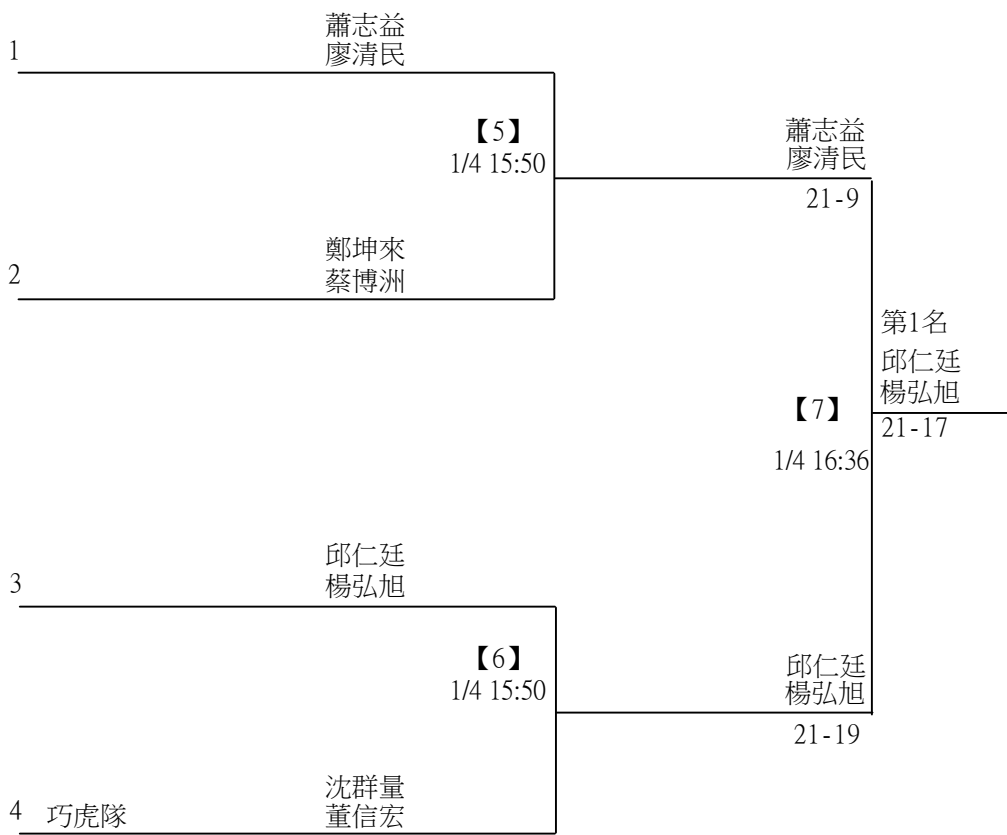 蕭志益
廖清民
1
【5】
1/4 15:50
蕭志益
廖清民
21-9
鄭坤來
蔡博洲
2
第1名
邱仁廷
楊弘旭
21-17
【7】
1/4 16:36
邱仁廷
楊弘旭
3
【6】
1/4 15:50
邱仁廷
楊弘旭
21-19
4 巧虎隊
沈群量
董信宏